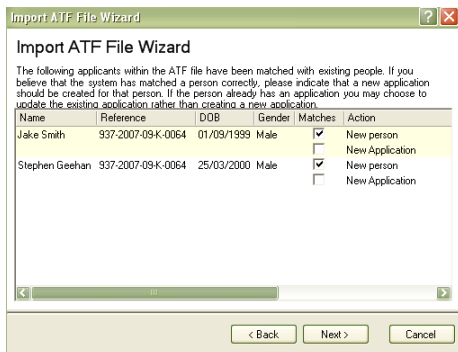 Import ATF File Wizard
Import ATF File Wizard
The following applicants within the ATF file have been matched with existing people. If you
believe that the system has matched a person correctly, please indicate that a new application
should be created for that person. If the person already has an application you may choose to
update the existing application rather than creating a new application.
Name Reference DOB Gender Matches Action
Jake Smith 937-2007-09-K-0064 01/09/1999 Male New person
New Application
Stephen Geehan 937-2007-09-K-0064 25/03/2000 Male New person
New Application
< Back Next > Cancel